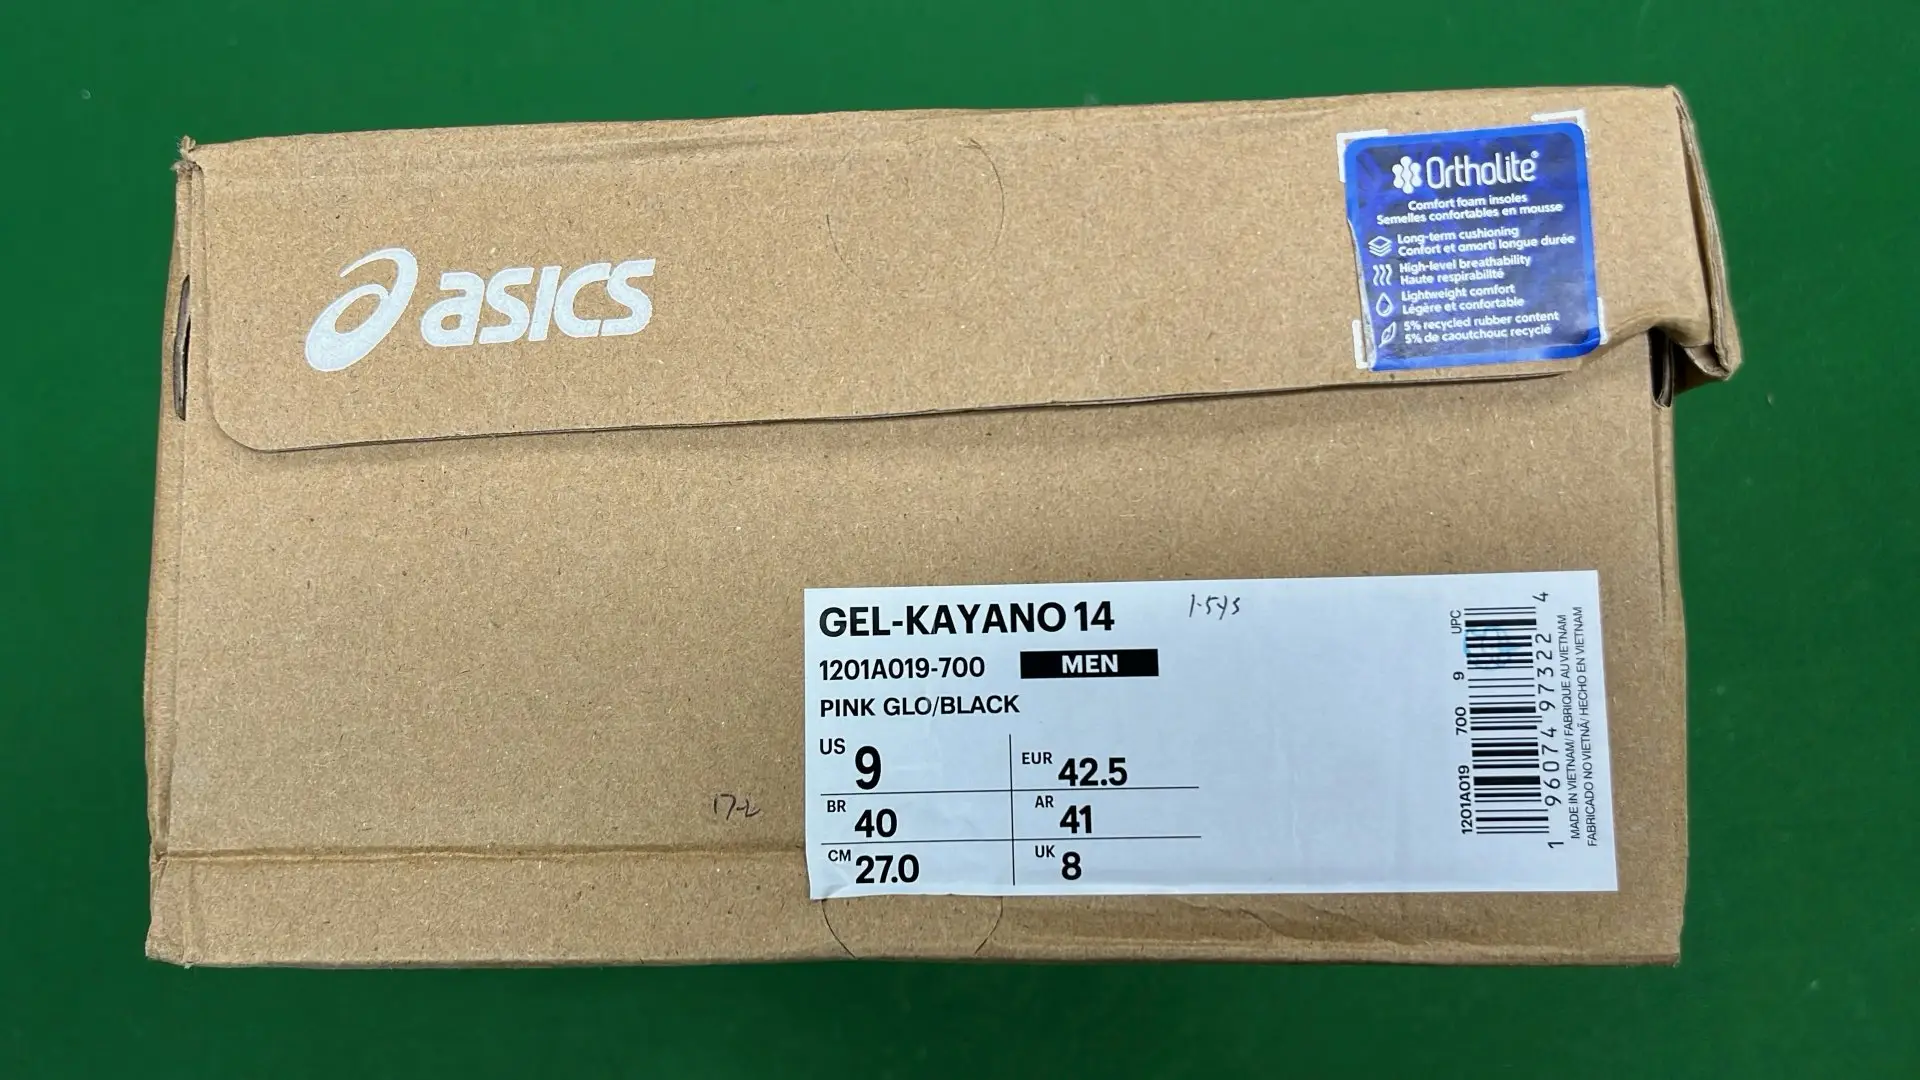 asics
OrthoLite®
Comfort foam insoles
Semelles confortables en mousse
Long-term cushioning
Confort et amorti longue durée
High-level breathability
Haute respirabilité
Lightweight comfort
Légère et confortable
5% recycled rubber content
5% de caoutchouc recyclé
GEL-KAYANO 14
1201A019-700 MEN
PINK GLO/BLACK
US 9 EUR 42.5
BR 40 AR 41
CM 27.0 UK 8
1201A019 700 9 UPC
1 96074 97322 4
MADE IN VIETNAM/ FABRIQUE AU VIETNAM
FABRICADO NO VIETNÃ/ HECHO EN VIETNAM